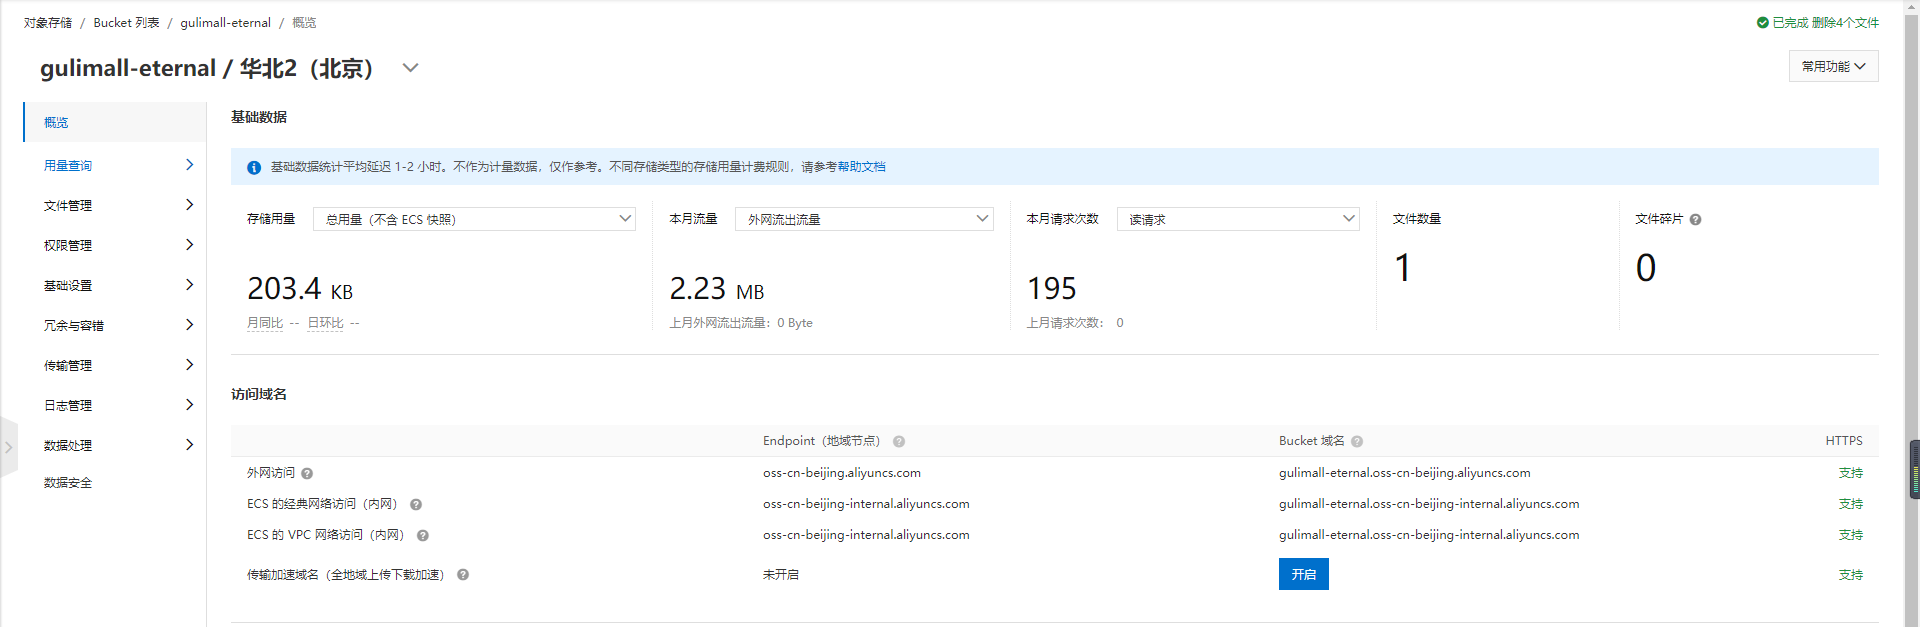 对象存储 / Bucket 列表 / gulimall-eternal / 概览
已完成 删除4个文件
gulimall-eternal / 华北2（北京）
常用功能
概览
用量查询
文件管理
权限管理
基础设置
冗余与容错
传输管理
日志管理
数据处理
数据安全
基础数据
基础数据统计平均延迟 1-2 小时。不作为计量数据，仅作参考。不同存储类型的存储用量计费规则，请参考帮助文档
存储用量 总用量（不含 ECS 快照）
203.4 KB
月同比 -- 日环比 --
本月流量 外网流出流量
2.23 MB
上月外网流出流量：0 Byte
本月请求次数 读请求
195
上月请求次数： 0
文件数量
1
文件碎片
0
访问域名
Endpoint（地域节点） Bucket 域名 HTTPS
外网访问 oss-cn-beijing.aliyuncs.com gulimall-eternal.oss-cn-beijing.aliyuncs.com 支持
ECS 的经典网络访问（内网） oss-cn-beijing-internal.aliyuncs.com gulimall-eternal.oss-cn-beijing-internal.aliyuncs.com 支持
ECS 的 VPC 网络访问（内网） oss-cn-beijing-internal.aliyuncs.com gulimall-eternal.oss-cn-beijing-internal.aliyuncs.com 支持
传输加速域名（全地域上传下载加速） 未开启 开启 支持